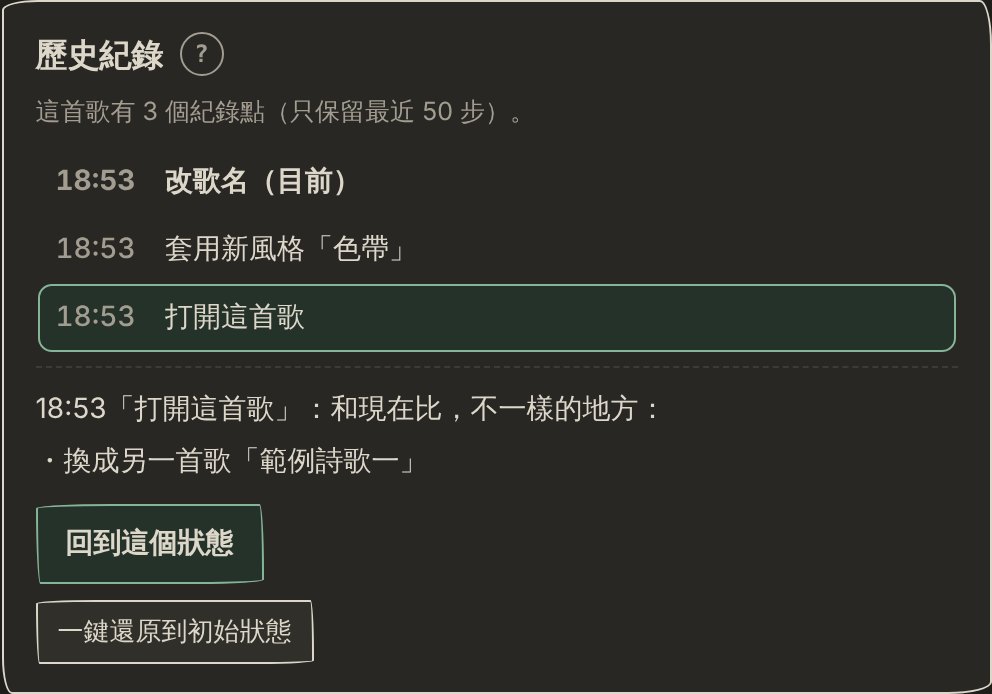 歷史紀錄 ?
這首歌有 3 個紀錄點（只保留最近 50 步）。
18:53 改歌名（目前）
18:53 套用新風格「色帶」
18:53 打開這首歌
18:53「打開這首歌」：和現在比，不一樣的地方：
・換成另一首歌「範例詩歌一」
回到這個狀態
一鍵還原到初始狀態